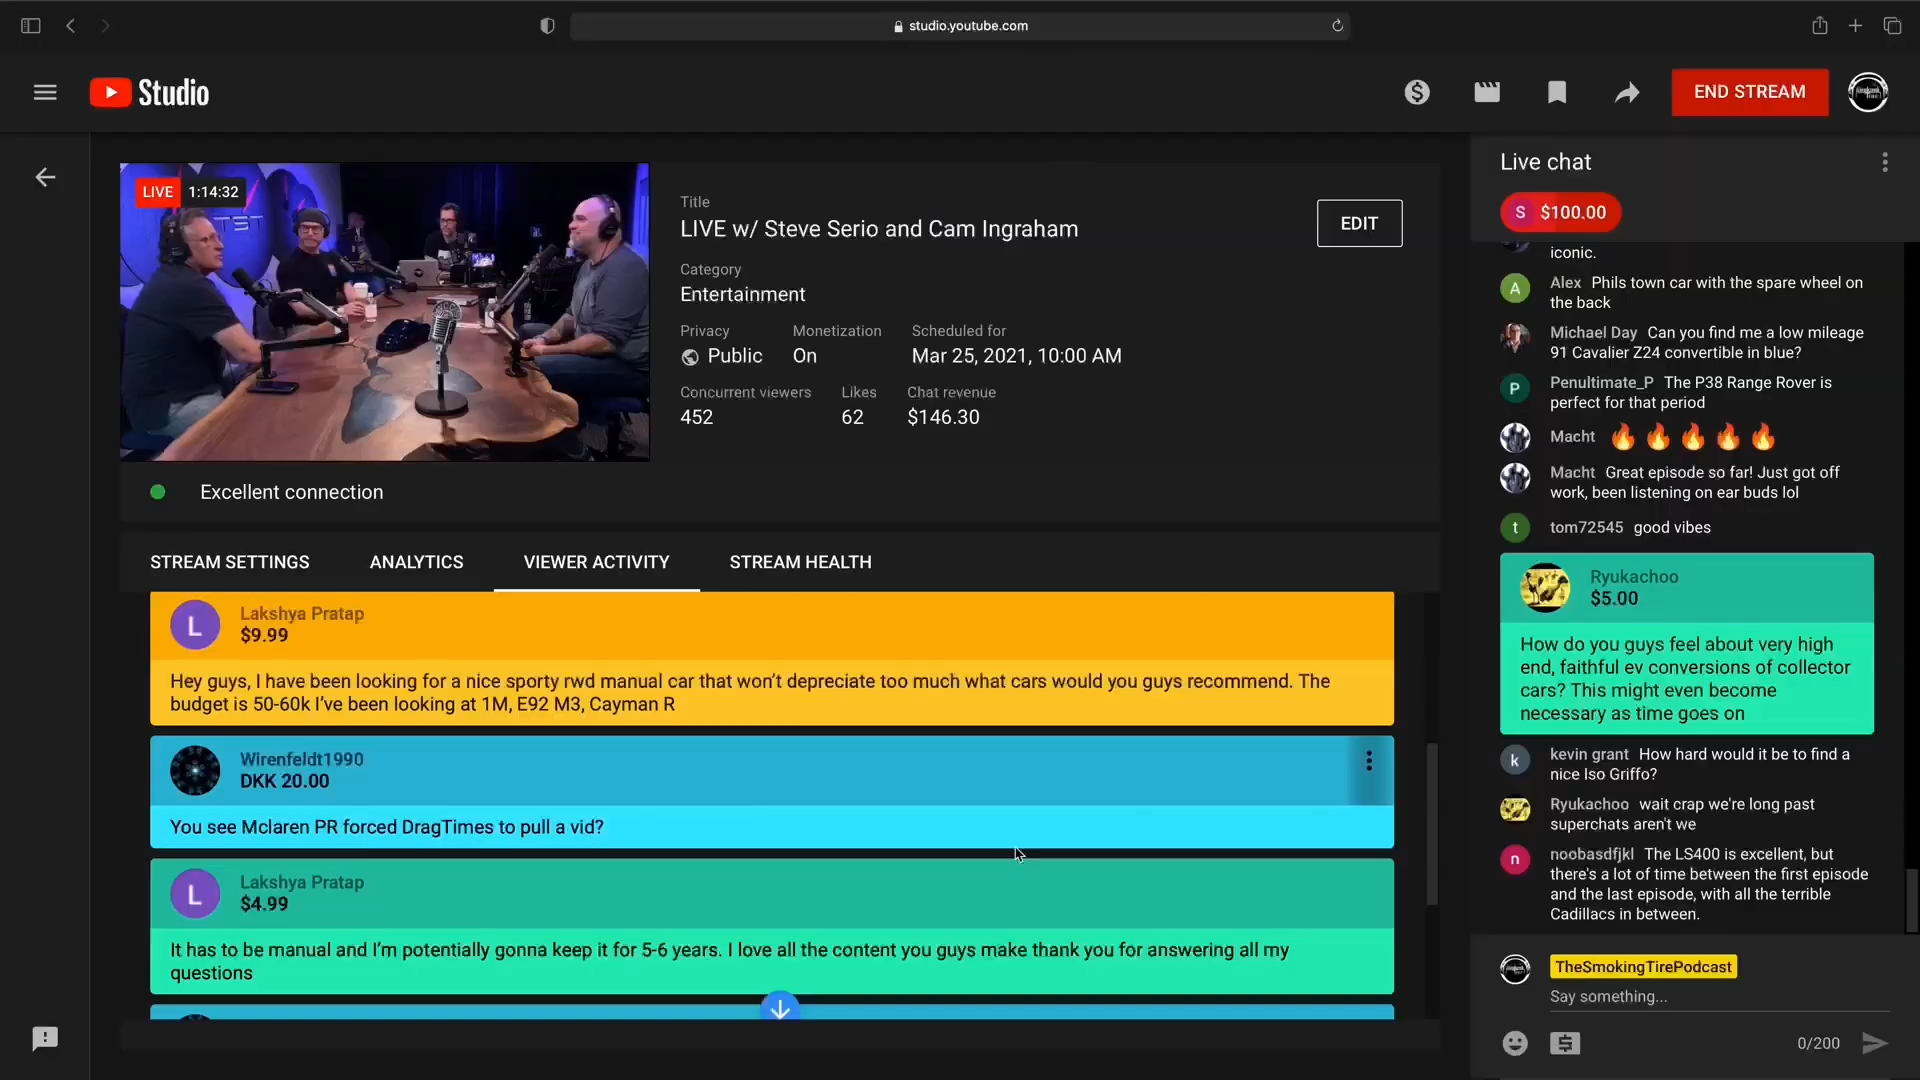 studio.youtube.com
Studio
END STREAM
LIVE 1:14:32
TST
Title
LIVE w/ Steve Serio and Cam Ingraham
EDIT
Category
Entertainment
Privacy Monetization Scheduled for
Public On Mar 25, 2021, 10:00 AM
Concurrent viewers Likes Chat revenue
452 62 $146.30
Excellent connection
STREAM SETTINGS ANALYTICS VIEWER ACTIVITY STREAM HEALTH
L Lakshya Pratap
$9.99
Hey guys, I have been looking for a nice sporty rwd manual car that won’t depreciate too much what cars would you guys recommend. The
budget is 50-60k I’ve been looking at 1M, E92 M3, Cayman R
Wirenfeldt1990
DKK 20.00
You see Mclaren PR forced DragTimes to pull a vid?
L Lakshya Pratap
$4.99
It has to be manual and I’m potentially gonna keep it for 5-6 years. I love all the content you guys make thank you for answering all my
questions
Live chat
S $100.00
iconic.
A Alex Phils town car with the spare wheel on
the back
Michael Day Can you find me a low mileage
91 Cavalier Z24 convertible in blue?
P Penultimate_P The P38 Range Rover is
perfect for that period
Macht 🔥 🔥 🔥 🔥 🔥
Macht Great episode so far! Just got off
work, been listening on ear buds lol
t tom72545 good vibes
Ryukachoo
$5.00
How do you guys feel about very high
end, faithful ev conversions of collector
cars? This might even become
necessary as time goes on
k kevin grant How hard would it be to find a
nice Iso Griffo?
Ryukachoo wait crap we're long past
superchats aren't we
n noobasdfjkl The LS400 is excellent, but
there's a lot of time between the first episode
and the last episode, with all the terrible
Cadillacs in between.
TheSmokingTirePodcast
Say something...
0/200